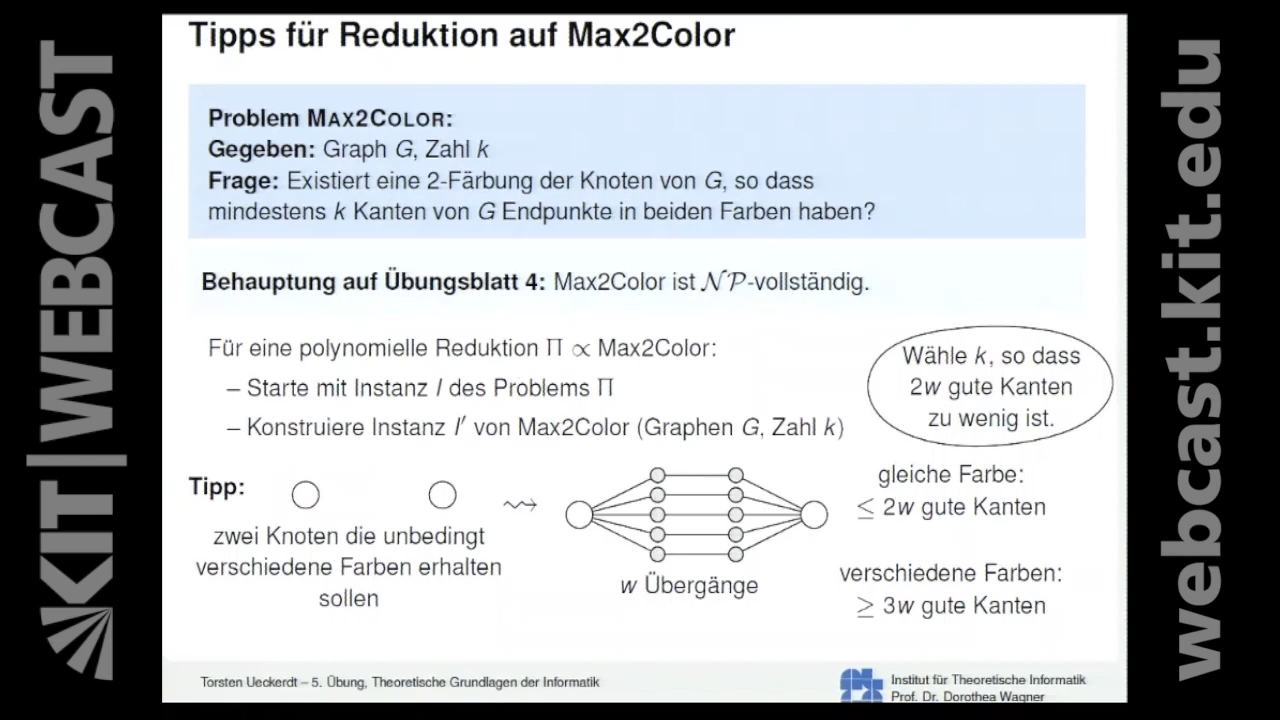 KIT|WEBCAST
Tipps für Reduktion auf Max2Color
Problem MAX2COLOR:
Gegeben: Graph G, Zahl k
Frage: Existiert eine 2-Färbung der Knoten von G, so dass
mindestens k Kanten von G Endpunkte in beiden Farben haben?
Behauptung auf Übungsblatt 4: Max2Color ist NP-vollständig.
Für eine polynomielle Reduktion Π ∝ Max2Color:
– Starte mit Instanz I des Problems Π
– Konstruiere Instanz I′ von Max2Color (Graphen G, Zahl k)
Wähle k, so dass
2w gute Kanten
zu wenig ist.
Tipp:
zwei Knoten die unbedingt
verschiedene Farben erhalten
sollen
w Übergänge
gleiche Farbe:
≤ 2w gute Kanten
verschiedene Farben:
≥ 3w gute Kanten
Torsten Ueckerdt – 5. Übung, Theoretische Grundlagen der Informatik
Institut für Theoretische Informatik
Prof. Dr. Dorothea Wagner
webcast.kit.edu